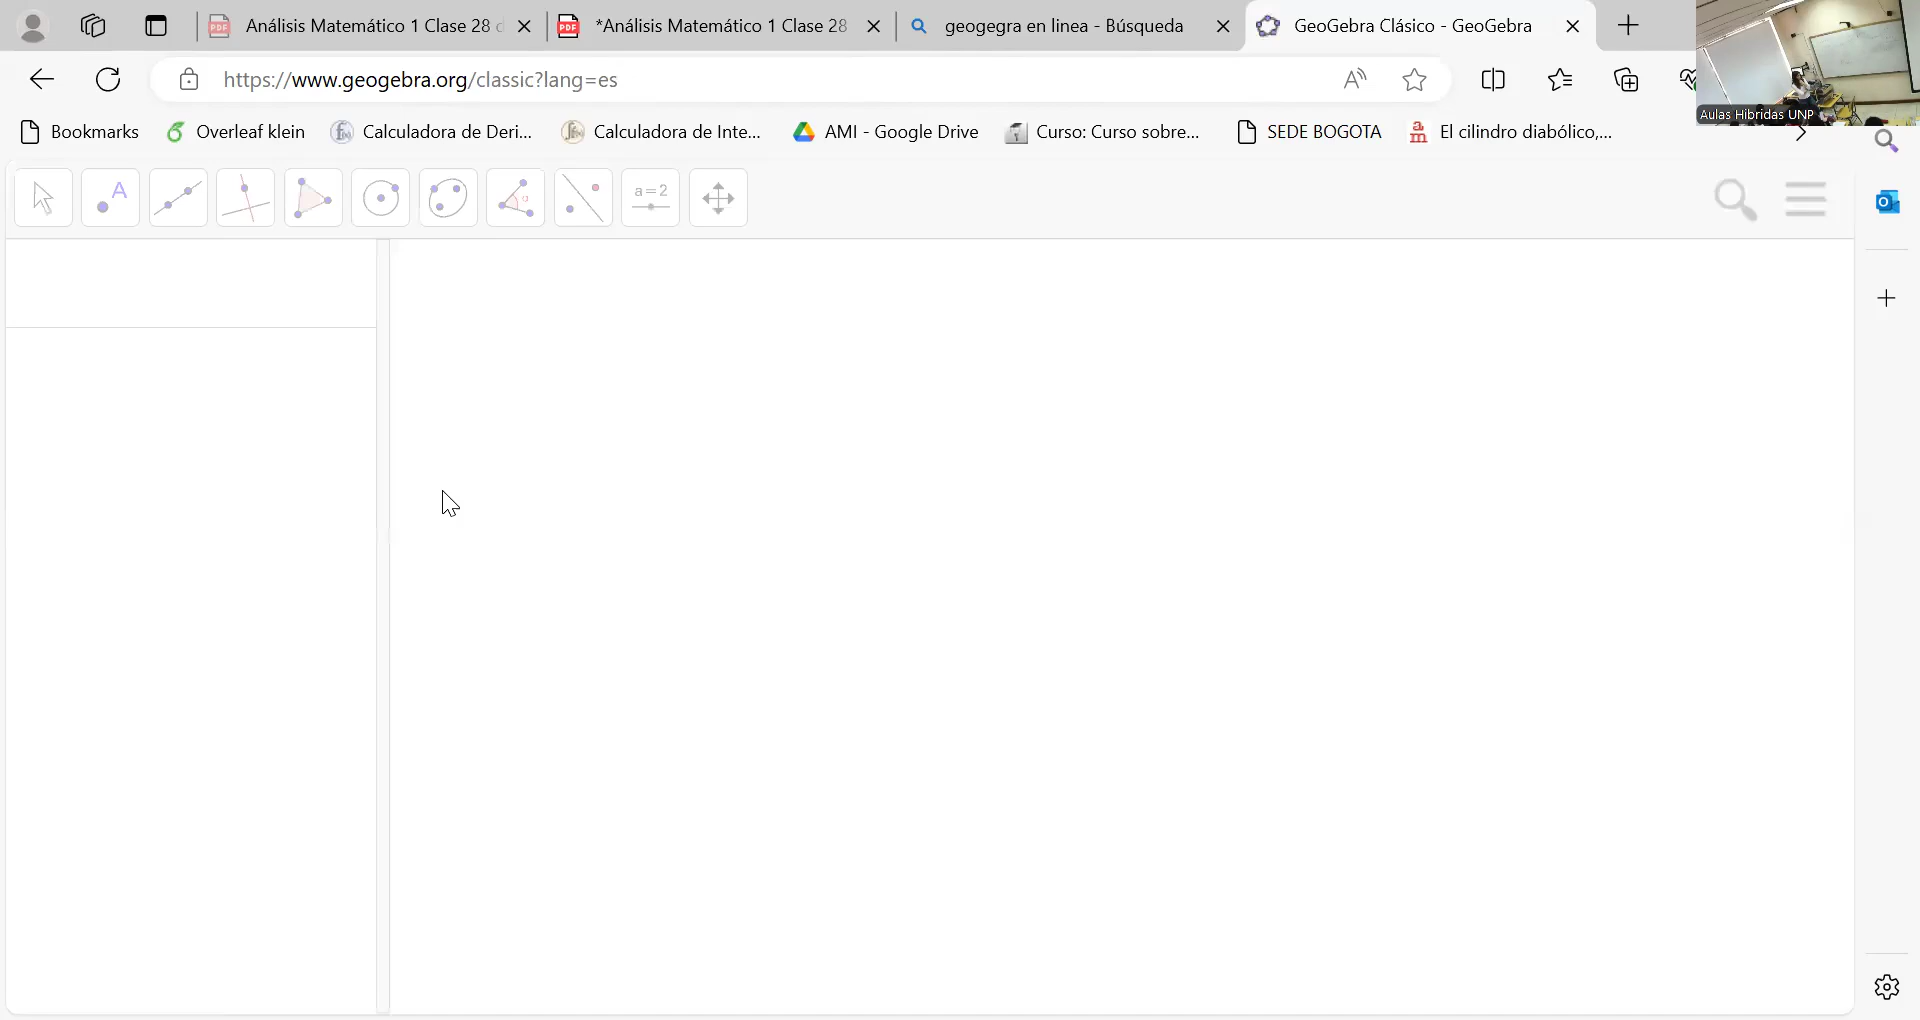 Análisis Matemático 1 Clase 28 d
*Análisis Matemático 1 Clase 28
geogegra en linea - Búsqueda
GeoGebra Clásico - GeoGebra
https://www.geogebra.org/classic?lang=es
Aulas Hibridas UNP
Bookmarks
Overleaf klein
Calculadora de Deri...
Calculadora de Inte...
AMI - Google Drive
Curso: Curso sobre...
SEDE BOGOTA
El cilindro diabólico,...
A
a=2